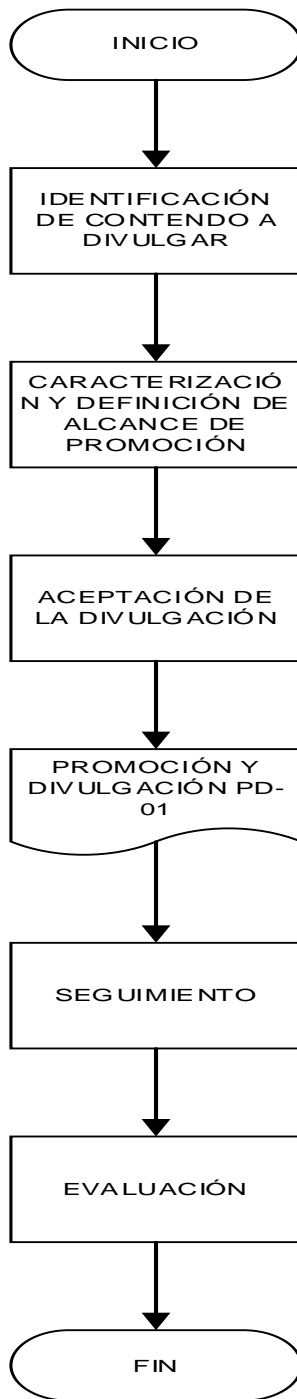 INICIO
IDENTIFICACIÓN
DE CONTENDO A
DIVULGAR
CARACTERIZACIÓ
N Y DEFINICIÓN DE
ALCANCE DE
PROMOCIÓN
ACEPTACIÓN DE
LA DIVULGACIÓN
PROMOCIÓN Y
DIVULGACIÓN PD-
01
SEGUIMIENTO
EVALUACIÓN
FIN